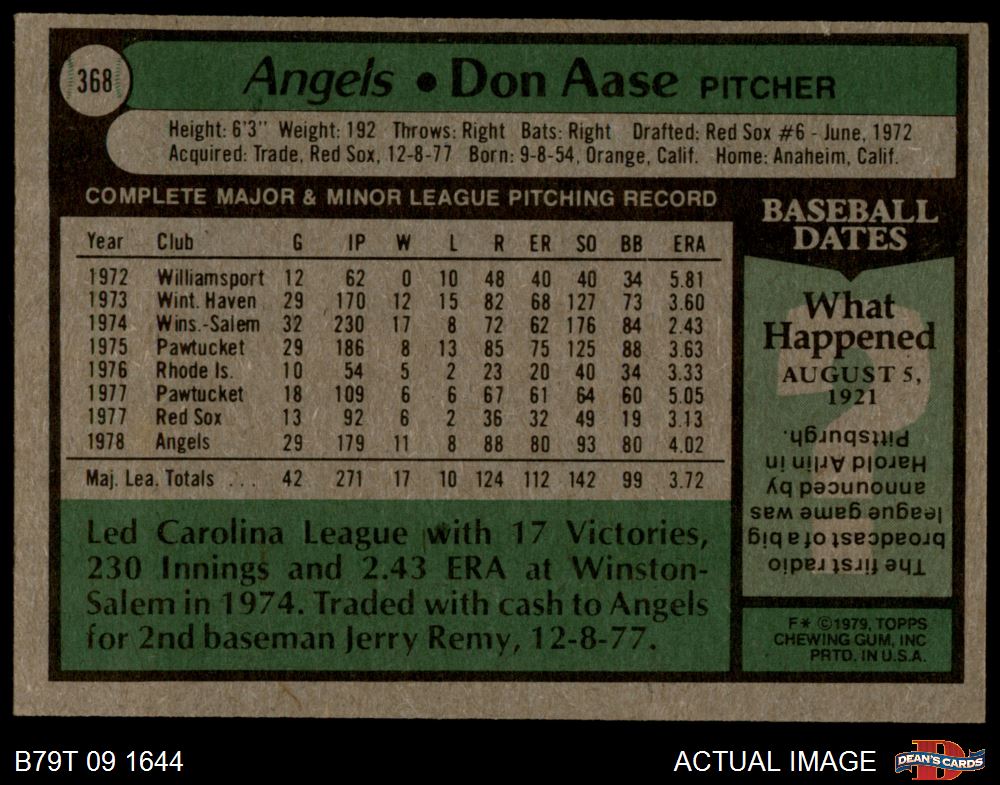 368
Angels • Don Aase PITCHER
Height: 6'3" Weight: 192 Throws: Right Bats: Right Drafted: Red Sox #6 - June, 1972
Acquired: Trade, Red Sox, 12-8-77 Born: 9-8-54, Orange, Calif. Home: Anaheim, Calif.
COMPLETE MAJOR & MINOR LEAGUE PITCHING RECORD
Year Club G IP W L R ER SO BB ERA
1972 Williamsport 12 62 0 10 48 40 40 34 5.81
1973 Wint. Haven 29 170 12 15 82 68 127 73 3.60
1974 Wins.-Salem 32 230 17 8 72 62 176 84 2.43
1975 Pawtucket 29 186 8 13 85 75 125 88 3.63
1976 Rhode Is. 10 54 5 2 23 20 40 34 3.33
1977 Pawtucket 18 109 6 6 67 61 64 60 5.05
1977 Red Sox 13 92 6 2 36 32 49 19 3.13
1978 Angels 29 179 11 8 88 80 93 80 4.02
Maj. Lea. Totals ... 42 271 17 10 124 112 142 99 3.72
Led Carolina League with 17 Victories,
230 Innings and 2.43 ERA at Winston-
Salem in 1974. Traded with cash to Angels
for 2nd baseman Jerry Remy, 12-8-77.
BASEBALL
DATES
What
Happened
AUGUST 5,
1921
The first radio
broadcast of a big
league game was
announced by
Harold Arlin in
Pittsburgh.
F* ©1979, TOPPS
CHEWING GUM, INC
PRTD. IN U.S.A.
B79T 09 1644
ACTUAL IMAGE
DEAN'S CARDS